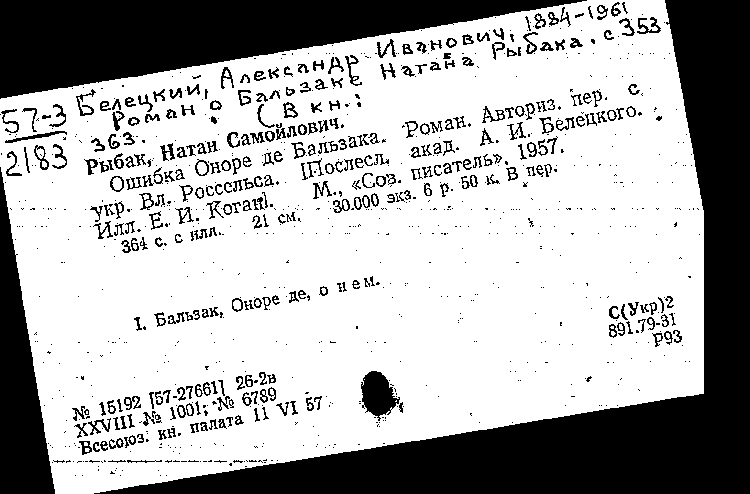 57-3
2183
Белецкий, Александр Иванович, 1884-1961
Роман о Бальзаке Натана Рыбака. с 353
363. (В кн.:
Рыбак, Натан Самойлович.
Ошибка Оноре де Бальзака. Роман. Авториз. пер. с
укр. Вл. Россельса. [Послесл. акад. А. И. Белецкого.
Илл. Е. И. Коган]. М., «Сов. писатель», 1957.
364 с. с илл. 21 см. 30.000 экз. 6 р. 50 к. В пер.
I. Бальзак, Оноре де, о нем.
С(Укр)2
891.79-31
Р93
№ 15192 [57-27661] 26-2в
XXVIII № 1001; № 6789
Всесоюз. кн. палата 11 VI 57